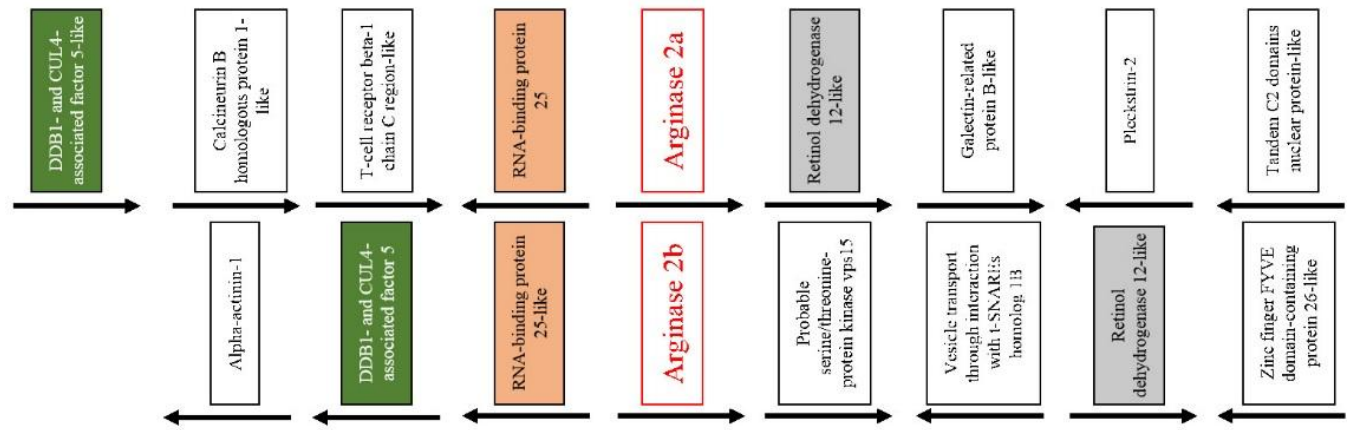 DDB1- and CUL4-
associated factor 5-like
Calcineurin B
homologous protein 1-
like
T-cell receptor beta-1
chain C region-like
RNA-binding protein
25
Arginase 2a
Retinol dehydrogenase
12-like
Galectin-related
protein B-like
Pleckstrin-2
Tandem C2 domains
nuclear protein-like
Alpha-actinin-1
DDB1- and CUL4-
associated factor 5
RNA-binding protein
25-like
Arginase 2b
Probable
serine/threonine-
protein kinase vps15
Vesicle transport
through interaction
with t-SNAREs
homolog 1B
Retinol
dehydrogenase 12-like
Zinc finger FYVE
domain-containing
protein 26-like